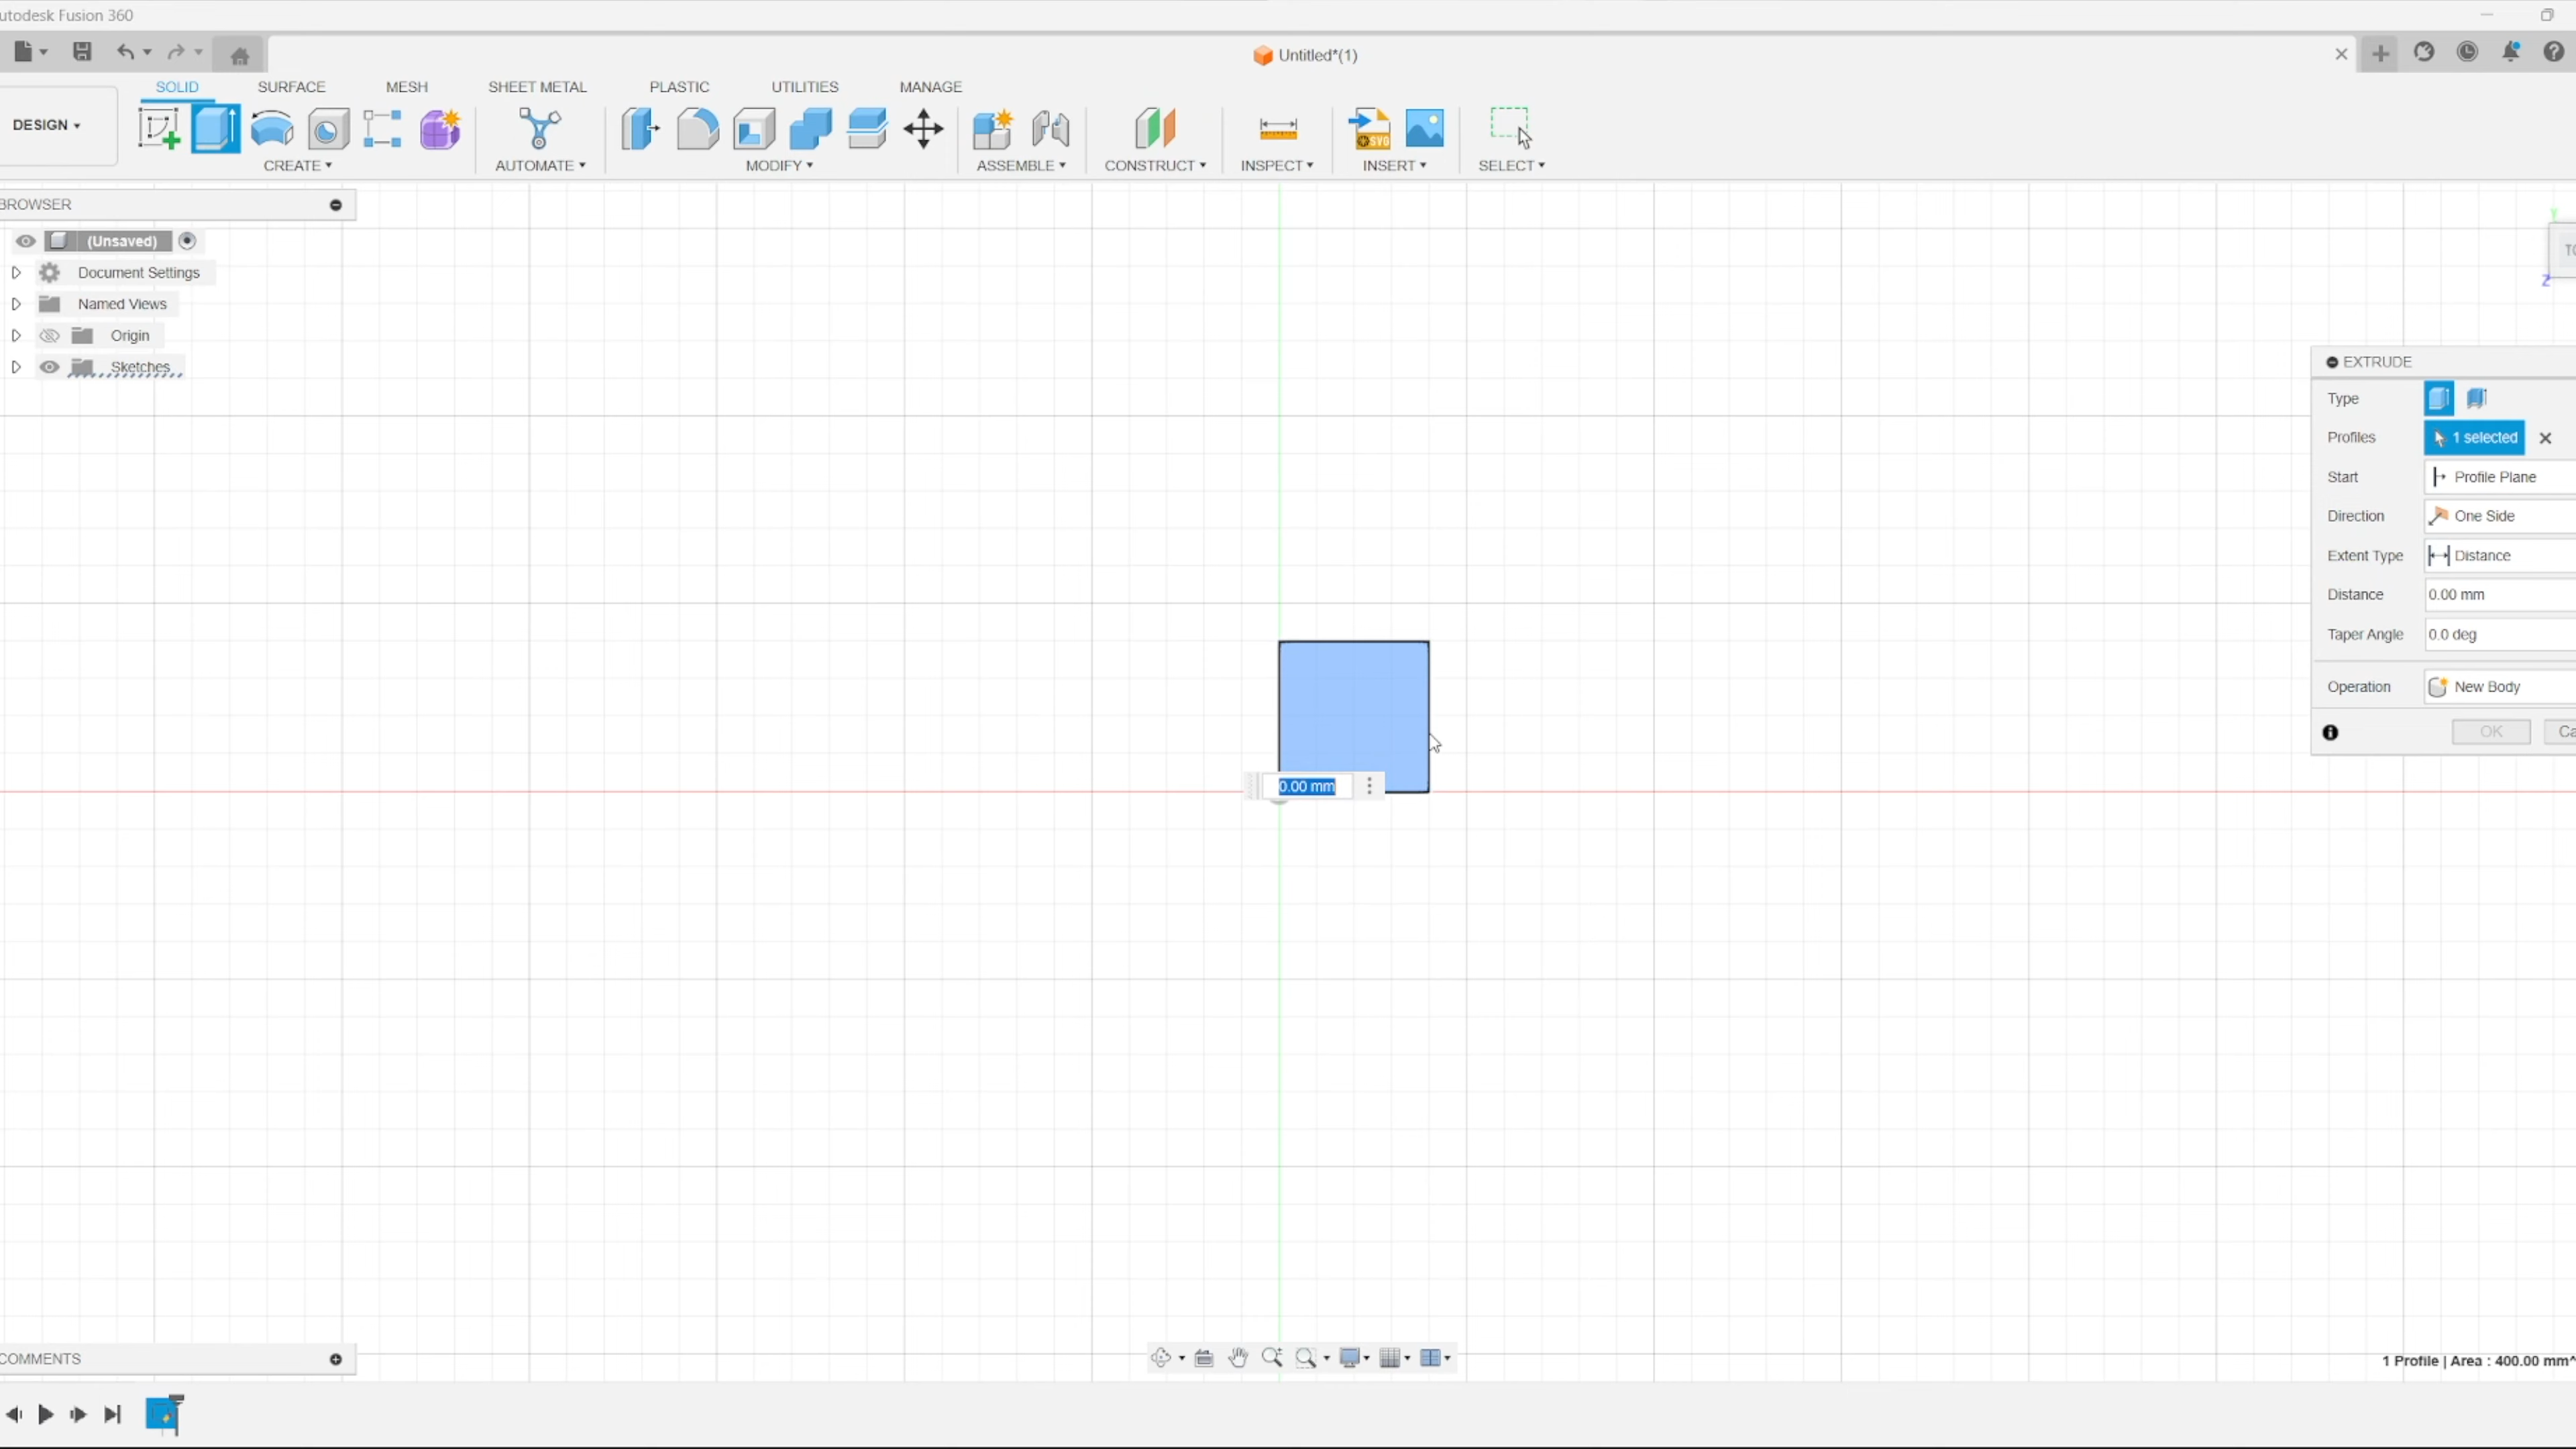 utodesk Fusion 360
Untitled*(1)
SOLID SURFACE MESH SHEET METAL PLASTIC UTILITIES MANAGE
DESIGN
SVG
CREATE AUTOMATE MODIFY ASSEMBLE CONSTRUCT INSPECT INSERT SELECT
BROWSER
(Unsaved)
Document Settings
Named Views
Origin
Sketches
Y
TO
Z
EXTRUDE
Type
Profiles 1 selected
Start Profile Plane
Direction One Side
Extent Type Distance
Distance 0.00 mm
Taper Angle 0.0 deg
Operation New Body
OK Ca
0.00 mm
COMMENTS
1 Profile | Area : 400.00 mm^